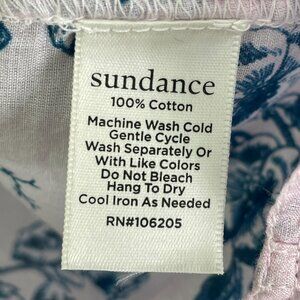 sundance
100% Cotton
Machine Wash Cold
Gentle Cycle
Wash Separately Or
With Like Colors
Do Not Bleach
Hang To Dry
Cool Iron As Needed
RN#106205